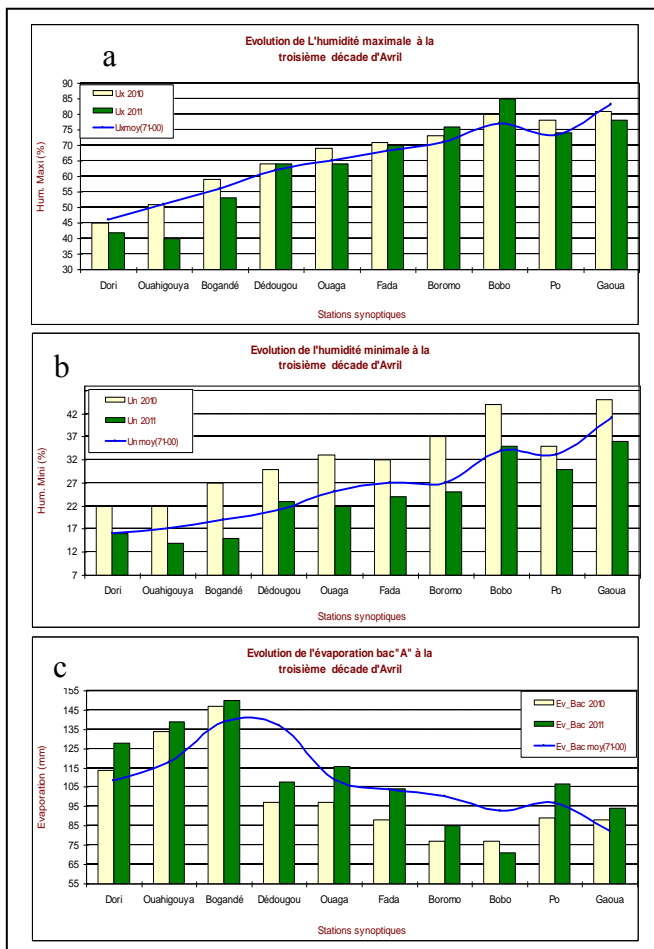 a
Evolution de L'humidité maximale à la
troisième décade d'Avril
Ux 2010
Ux 2011
Uxmoy(71-00)
Hum. Maxi (%)
90
85
80
75
70
65
60
55
50
45
40
35
30
Dori Ouahigouya Bogandé Dédougou Ouaga Fada Boromo Bobo Po Gaoua
Stations synoptiques
b
Evolution de l'humidité minimale à la
troisième décade d'Avril
Un 2010
Un 2011
Un moy(71-00)
Hum. Mini (%)
42
37
32
27
22
17
12
7
Dori Ouahigouya Bogandé Dédougou Ouaga Fada Boromo Bobo Po Gaoua
Stations synoptiques
c
Evolution de l'évaporation bac"A" à la
troisième décade d'Avril
Ev_Bac 2010
Ev_Bac 2011
Ev_Bac moy(71-00)
Evaporation (mm)
155
145
135
125
115
105
95
85
75
65
55
Dori Ouahigouya Bogandé Dédougou Ouaga Fada Boromo Bobo Po Gaoua
Stations synoptiques